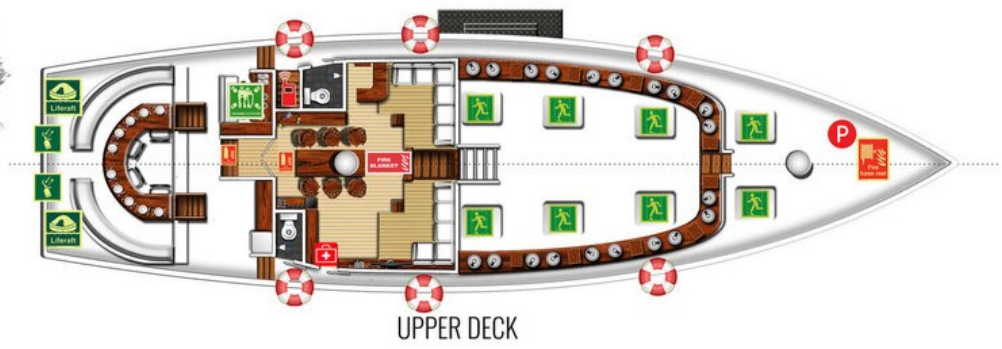 Liferaft
Liferaft
FIRE
BLANKET
P
Fire
hose reel
UPPER DECK